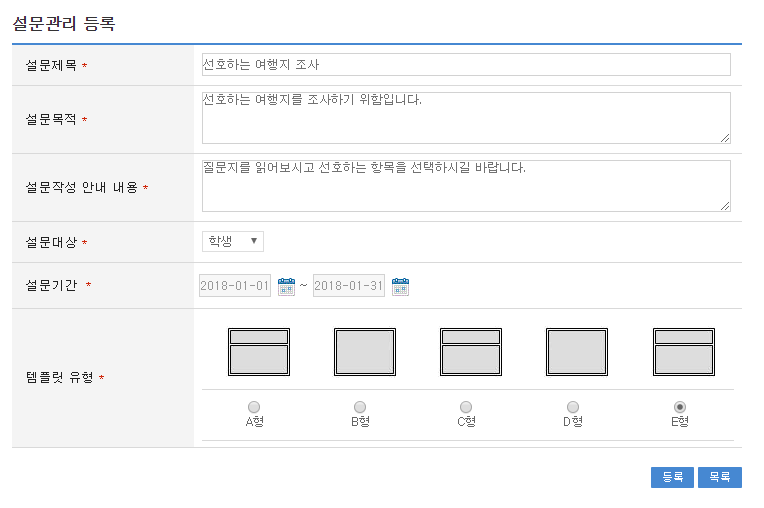 설문관리 등록
설문제목 *
선호하는 여행지 조사
설문목적 *
선호하는 여행지를 조사하기 위함입니다.
설문작성 안내 내용 *
질문지를 읽어보시고 선호하는 항목을 선택하시길 바랍니다.
설문대상 *
학생
설문기간 *
2018-01-01 ~ 2018-01-31
템플릿 유형 *
A형 B형 C형 D형 E형
등록 목록